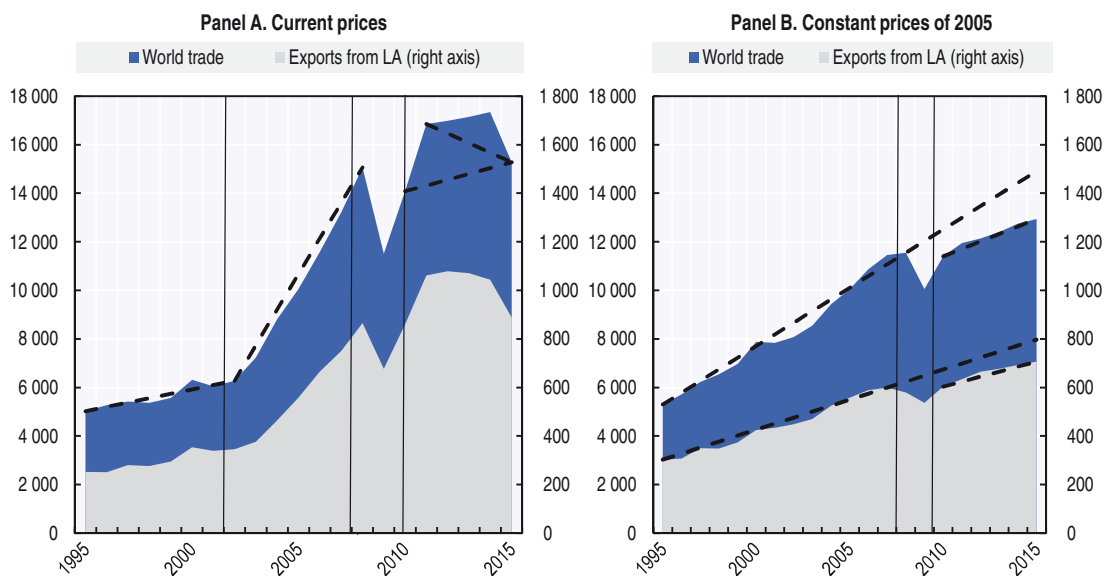 Panel A. Current prices
World trade Exports from LA (right axis)
18 000 1 800
16 000 1 600
14 000 1 400
12 000 1 200
10 000 1 000
8 000 800
6 000 600
4 000 400
2 000 200
0 0
1995 2000 2005 2010 2015
Panel B. Constant prices of 2005
World trade Exports from LA (right axis)
18 000 1 800
16 000 1 600
14 000 1 400
12 000 1 200
10 000 1 000
8 000 800
6 000 600
4 000 400
2 000 200
0 0
1995 2000 2005 2010 2015